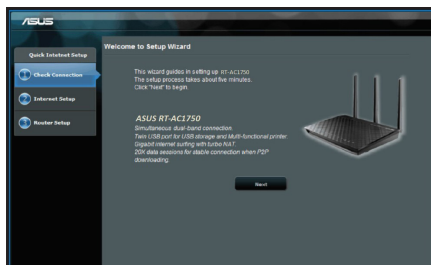 ASUS
Quick Internet Setup
1 Check Connection
2 Internet Setup
3 Router Setup
Welcome to Setup Wizard
This wizard guides in setting up RT-AC1750.
The setup process takes about five minutes.
Click "Next" to begin
ASUS RT-AC1750
Simultaneous dual-band connection.
Twin USB port for USB storage and Multi-functional printer.
Gigabit internet surfing with turbo NAT.
20K data sessions for stable connection when P2P
downloading.
Next